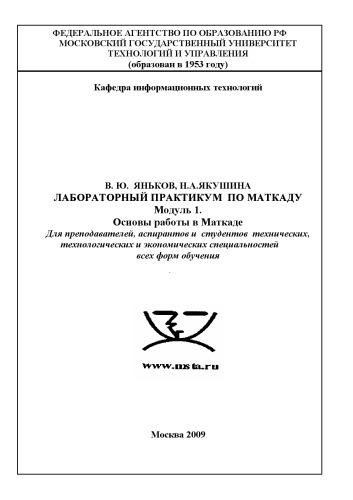 ФЕДЕРАЛЬНОЕ АГЕНТСТВО ПО ОБРАЗОВАНИЮ РФ
МОСКОВСКИЙ ГОСУДАРСТВЕННЫЙ УНИВЕРСИТЕТ
ТЕХНОЛОГИЙ И УПРАВЛЕНИЯ
(образован в 1953 году)
Кафедра информационных технологий
В. Ю. ЯНЬКОВ, Н.А.ЯКУШИНА
ЛАБОРАТОРНЫЙ ПРАКТИКУМ ПО МАТКАДУ
Модуль 1.
Основы работы в Маткаде
Для преподавателей, аспирантов и студентов технических,
технологических и экономических специальностей
всех форм обучения
www.msta.ru
Москва 2009